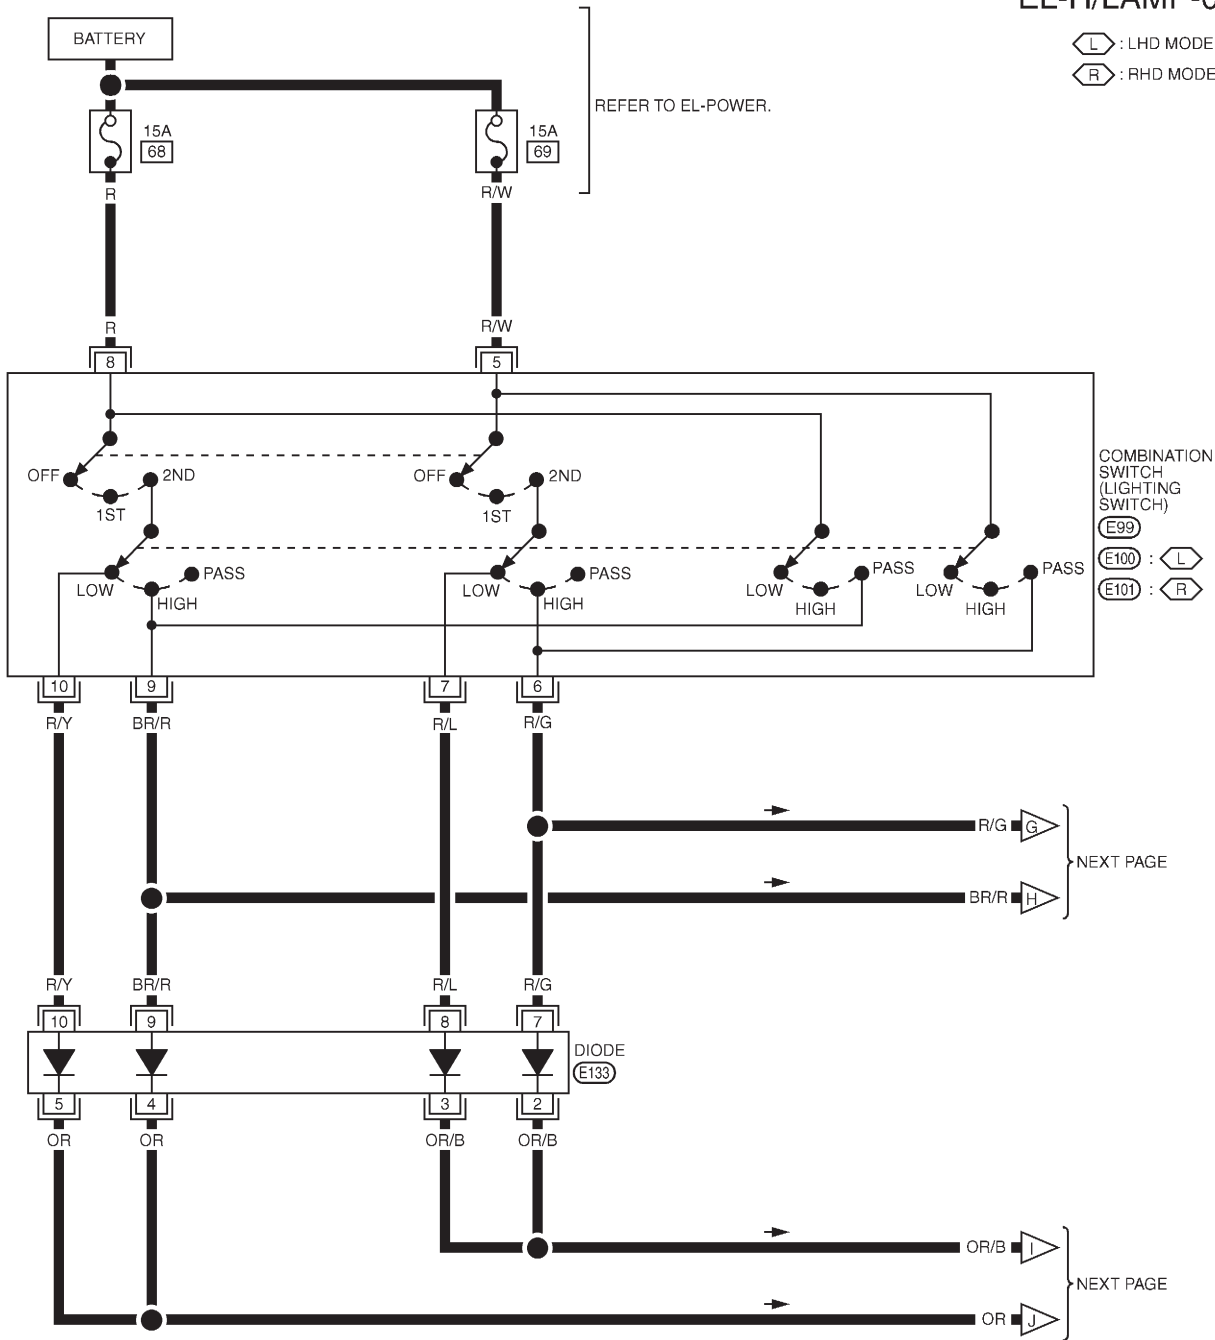 EL-H/LAMP-
L : LHD MODE
R : RHD MODE
BATTERY
REFER TO EL-POWER.
15A
68
15A
69
R
R/W
R
R/W
8
5
OFF
2ND
1ST
OFF
2ND
1ST
LOW
HIGH
PASS
LOW
HIGH
PASS
LOW
HIGH
PASS
LOW
HIGH
PASS
COMBINATION
SWITCH
(LIGHTING
SWITCH)
E99
E100 : L
E101 : R
10
9
7
6
R/Y
BR/R
R/L
R/G
R/G
G
NEXT PAGE
BR/R
H
R/Y
BR/R
R/L
R/G
10
9
8
7
DIODE
E133
5
4
3
2
OR
OR
OR/B
OR/B
OR/B
I
NEXT PAGE
OR
J